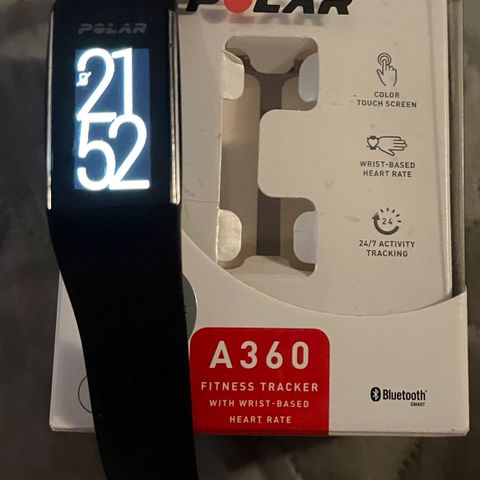 POLAR
POLAR
21
52
COLOR
TOUCH SCREEN
WRIST-BASED
HEART RATE
24
24/7 ACTIVITY
TRACKING
A360
FITNESS TRACKER
WITH WRIST-BASED
HEART RATE
Bluetooth
SMART